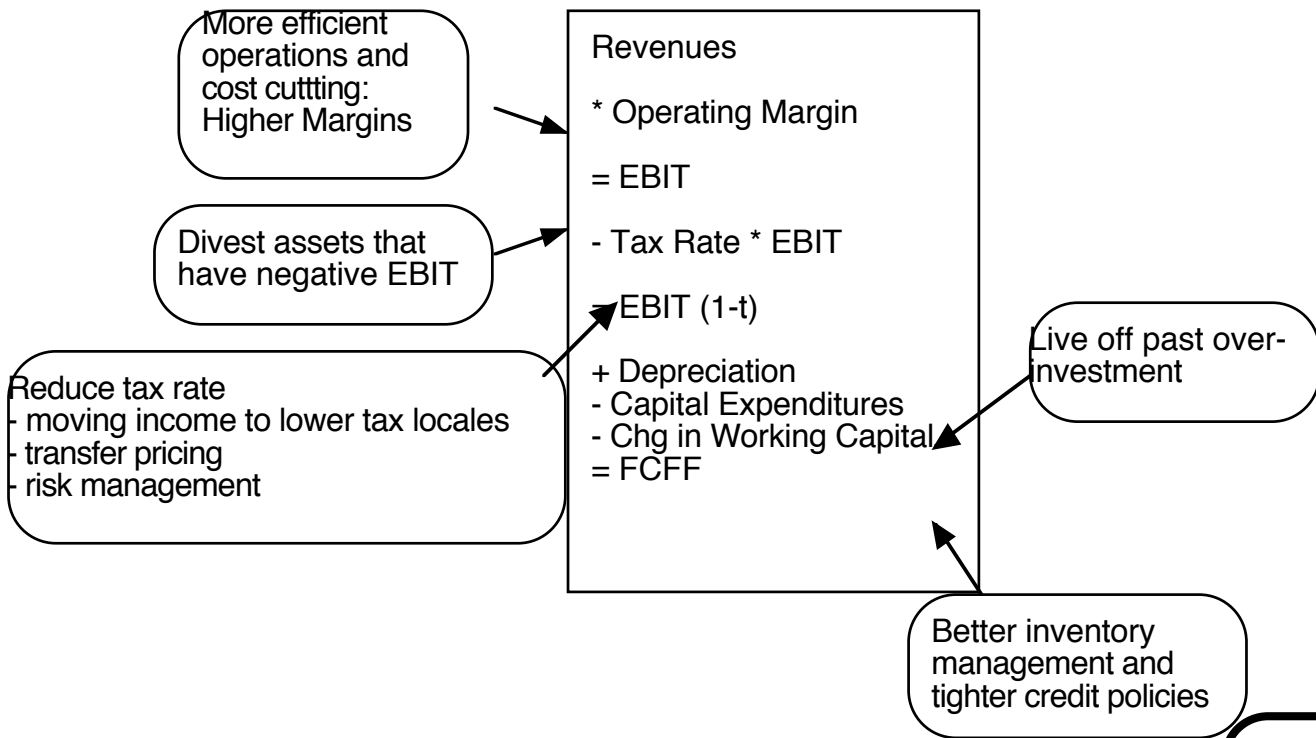 More efficient
operations and
cost cuttting:
Higher Margins
Divest assets that
have negative EBIT
Reduce tax rate
- moving income to lower tax locales
- transfer pricing
- risk management
Revenues
* Operating Margin
= EBIT
- Tax Rate * EBIT
= EBIT (1-t)
+ Depreciation
- Capital Expenditures
- Chg in Working Capital
= FCFF
Live off past over-
investment
Better inventory
management and
tighter credit policies